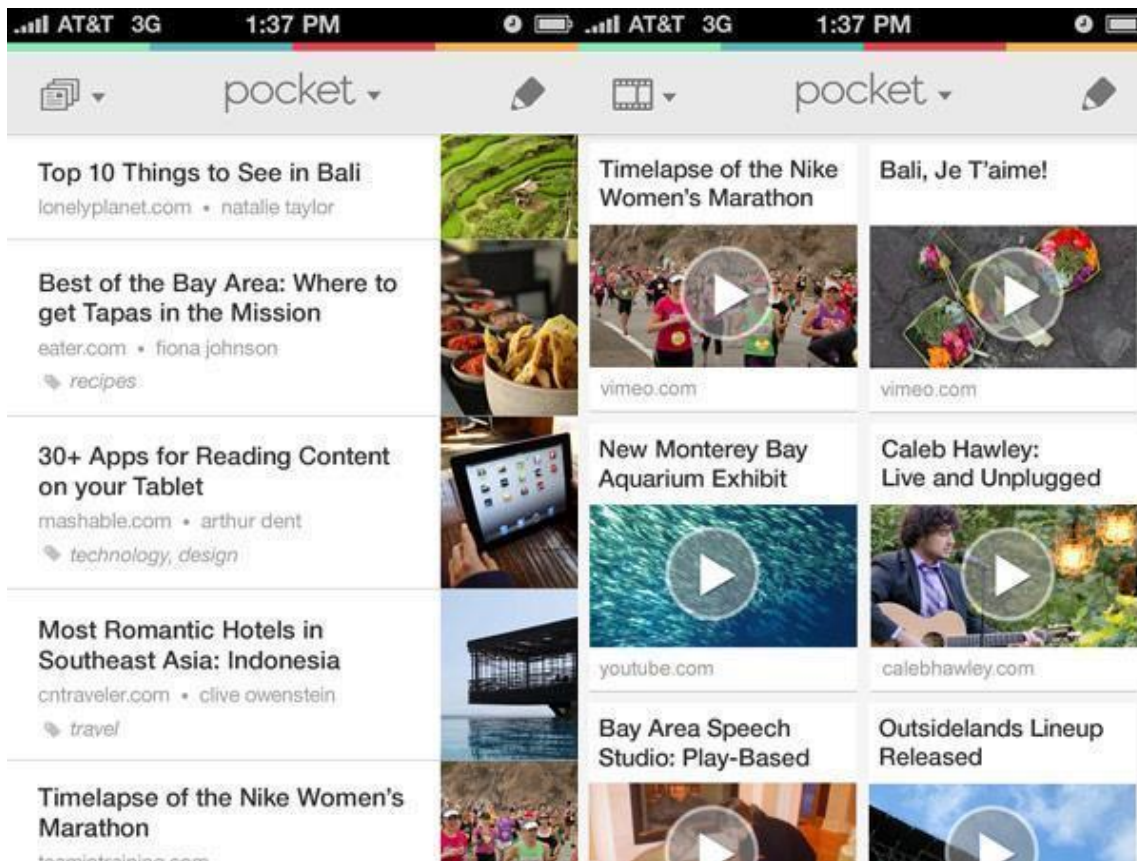 AT&T 3G 1:37 PM
pocket
Top 10 Things to See in Bali
lonelyplanet.com • natalie taylor
Best of the Bay Area: Where to
get Tapas in the Mission
eater.com • fiona johnson
recipes
30+ Apps for Reading Content
on your Tablet
mashable.com • arthur dent
technology, design
Most Romantic Hotels in
Southeast Asia: Indonesia
cntraveler.com • clive owenstein
travel
Timelapse of the Nike Women's
Marathon
AT&T 3G 1:37 PM
pocket
Timelapse of the Nike
Women's Marathon
vimeo.com
Bali, Je T'aime!
vimeo.com
New Monterey Bay
Aquarium Exhibit
youtube.com
Caleb Hawley:
Live and Unplugged
calebhawley.com
Bay Area Speech
Studio: Play-Based
Outsidelands Lineup
Released